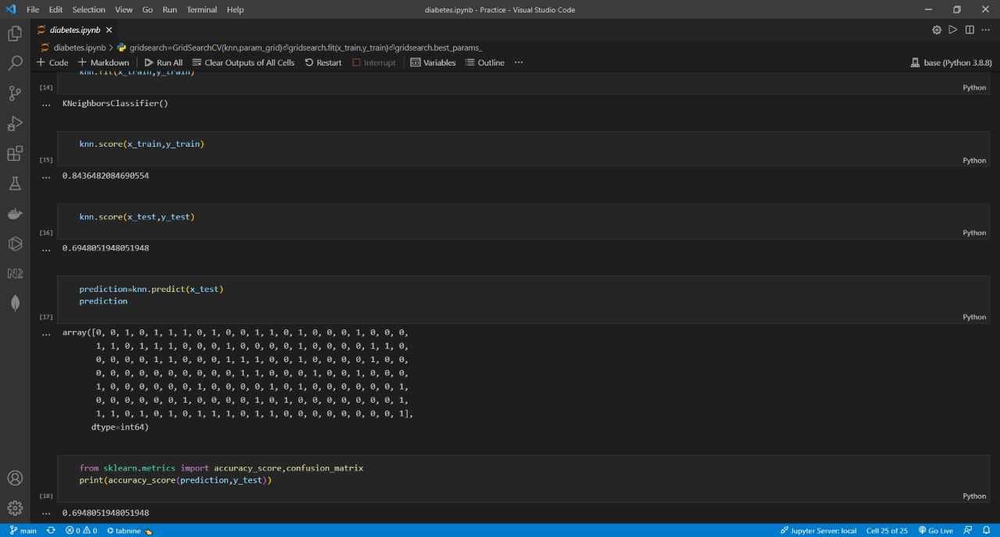 File Edit Selection View Go Run Terminal Help diabetes.ipynb - Practice - Visual Studio Code
diabetes.ipynb
diabetes.ipynb > gridsearch=GridSearchCV(knn,param_grid)⏎gridsearch.fit(x_train,y_train)⏎gridsearch.best_params_
+ Code + Markdown Run All Clear Outputs of All Cells Restart Interrupt Variables Outline ... base (Python 3.8.8)
knn.fit(x_train,y_train)
[14] Python
... KNeighborsClassifier()
knn.score(x_train,y_train)
[15] Python
... 0.8436482084690554
knn.score(x_test,y_test)
[16] Python
... 0.6948051948051948
prediction=knn.predict(x_test)
prediction
[17] Python
... array([0, 0, 1, 0, 1, 1, 1, 0, 1, 0, 0, 1, 1, 0, 1, 0, 0, 0, 1, 0, 0, 0,
1, 1, 0, 1, 1, 1, 0, 0, 0, 1, 0, 0, 0, 0, 1, 0, 0, 0, 0, 1, 1, 0,
0, 0, 0, 0, 1, 1, 0, 0, 0, 1, 1, 1, 0, 0, 1, 0, 0, 0, 0, 1, 0, 0,
0, 0, 0, 0, 0, 0, 0, 0, 0, 0, 1, 1, 0, 0, 0, 1, 0, 0, 1, 0, 0, 0,
1, 0, 0, 0, 0, 0, 0, 1, 0, 0, 0, 0, 1, 0, 1, 0, 0, 0, 0, 0, 0, 1,
0, 0, 0, 0, 0, 0, 1, 0, 0, 0, 0, 1, 0, 1, 0, 0, 0, 0, 0, 0, 0, 1,
1, 1, 0, 1, 0, 1, 0, 1, 1, 1, 0, 1, 1, 0, 0, 0, 0, 0, 0, 0, 0, 1],
dtype=int64)
from sklearn.metrics import accuracy_score,confusion_matrix
print(accuracy_score(prediction,y_test))
[18] Python
... 0.6948051948051948
main 0 0 tabnine Jupyter Server: local Cell 25 of 25 Go Live